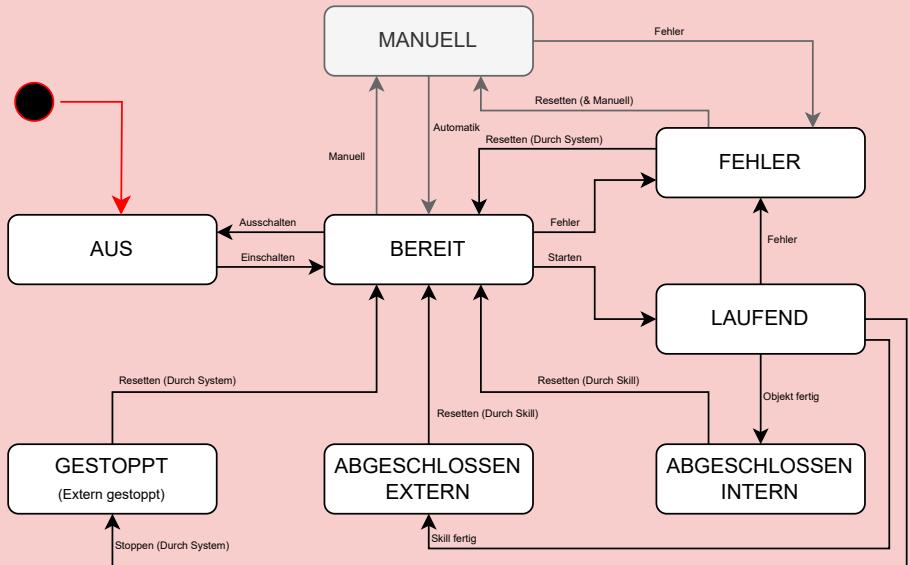 MANUELL
Fehler
Resetten (& Manuell)
Automatik
Resetten (Durch System)
Manuell
FEHLER
AUS
Ausschalten
Einschalten
BEREIT
Fehler
Starten
Fehler
LAUFEND
Resetten (Durch System)
Resetten (Durch Skill)
Resetten (Durch Skill)
Objekt fertig
GESTOPPT
(Extern gestoppt)
ABGESCHLOSSEN
EXTERN
ABGESCHLOSSEN
INTERN
Stoppen (Durch System)
Skill fertig